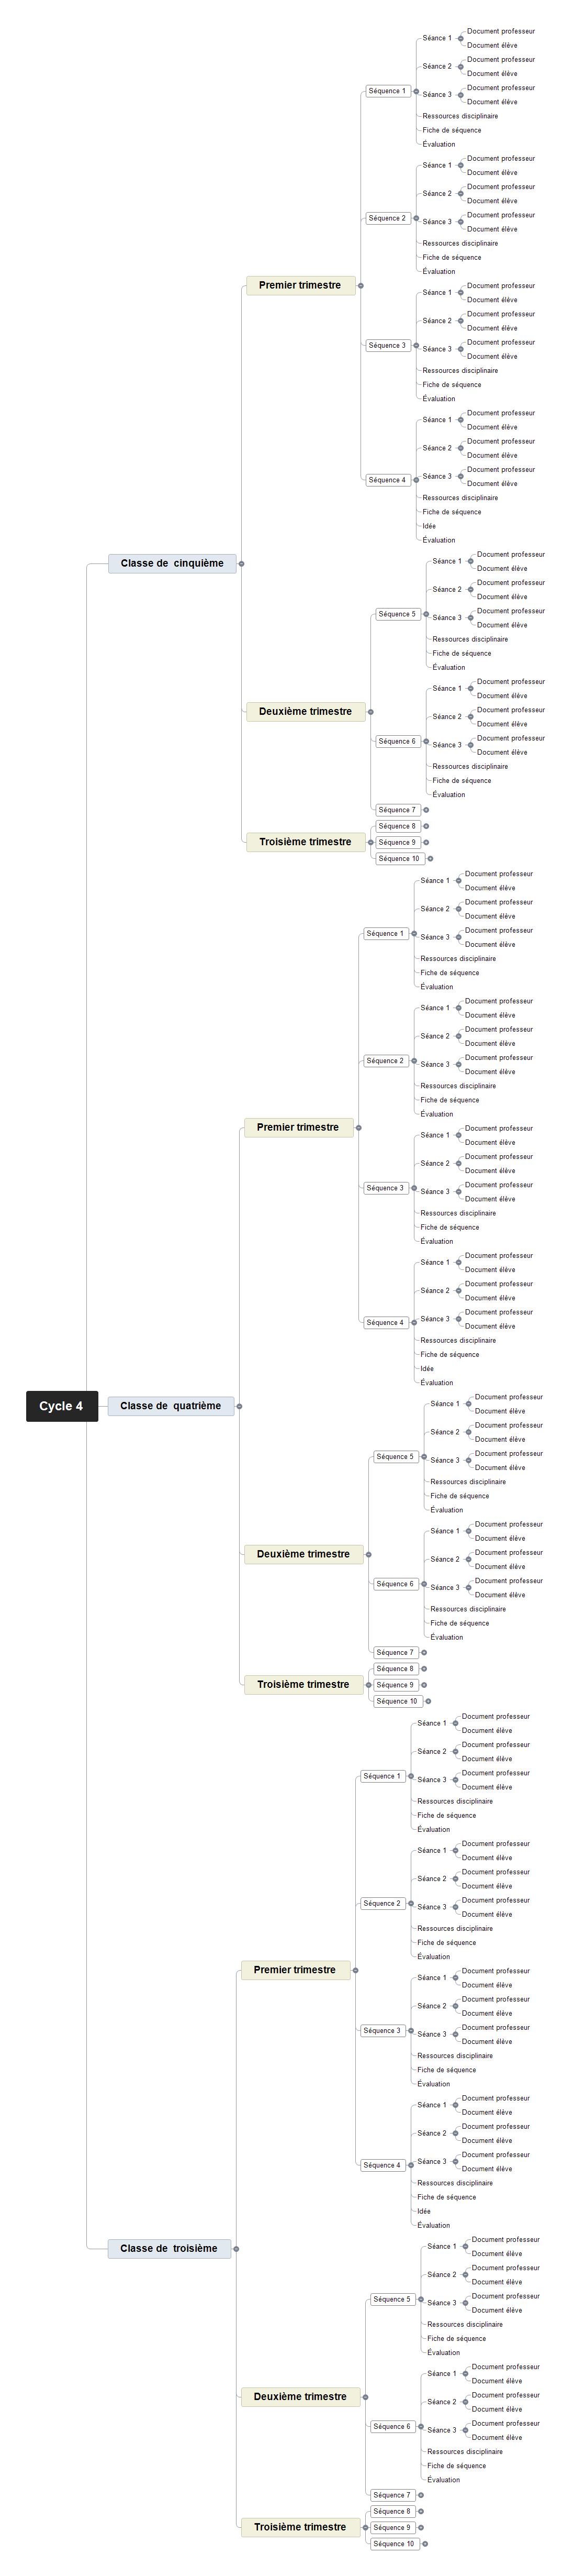 Cycle 4
Classe de  cinquième
Premier trimestre
Séquence 1
Séance 1
Document professeur
Document élève
Séance 2
Document professeur
Document élève
Séance 3
Document professeur
Document élève
Ressources disciplinaire
Fiche de séquence
Évaluation
Séquence 2
Séance 1
Document professeur
Document élève
Séance 2
Document professeur
Document élève
Séance 3
Document professeur
Document élève
Ressources disciplinaire
Fiche de séquence
Évaluation
Séquence 3
Séance 1
Document professeur
Document élève
Séance 2
Document professeur
Document élève
Séance 3
Document professeur
Document élève
Ressources disciplinaire
Fiche de séquence
Évaluation
Séquence 4
Séance 1
Document professeur
Document élève
Séance 2
Document professeur
Document élève
Séance 3
Document professeur
Document élève
Ressources disciplinaire
Fiche de séquence
Idée
Évaluation
Deuxième trimestre
Séquence 5
Séance 1
Document professeur
Document élève
Séance 2
Document professeur
Document élève
Séance 3
Document professeur
Document élève
Ressources disciplinaire
Fiche de séquence
Évaluation
Séquence 6
Séance 1
Document professeur
Document élève
Séance 2
Document professeur
Document élève
Séance 3
Document professeur
Document élève
Ressources disciplinaire
Fiche de séquence
Évaluation
Séquence 7
Troisième trimestre
Séquence 8
Séquence 9
Séquence 10
Classe de  quatrième
Premier trimestre
Séquence 1
Séance 1
Document professeur
Document élève
Séance 2
Document professeur
Document élève
Séance 3
Document professeur
Document élève
Ressources disciplinaire
Fiche de séquence
Évaluation
Séquence 2
Séance 1
Document professeur
Document élève
Séance 2
Document professeur
Document élève
Séance 3
Document professeur
Document élève
Ressources disciplinaire
Fiche de séquence
Évaluation
Séquence 3
Séance 1
Document professeur
Document élève
Séance 2
Document professeur
Document élève
Séance 3
Document professeur
Document élève
Ressources disciplinaire
Fiche de séquence
Évaluation
Séquence 4
Séance 1
Document professeur
Document élève
Séance 2
Document professeur
Document élève
Séance 3
Document professeur
Document élève
Ressources disciplinaire
Fiche de séquence
Idée
Évaluation
Deuxième trimestre
Séquence 5
Séance 1
Document professeur
Document élève
Séance 2
Document professeur
Document élève
Séance 3
Document professeur
Document élève
Ressources disciplinaire
Fiche de séquence
Évaluation
Séquence 6
Séance 1
Document professeur
Document élève
Séance 2
Document professeur
Document élève
Séance 3
Document professeur
Document élève
Ressources disciplinaire
Fiche de séquence
Évaluation
Séquence 7
Troisième trimestre
Séquence 8
Séquence 9
Séquence 10
Classe de  troisième
Premier trimestre
Séquence 1
Séance 1
Document professeur
Document élève
Séance 2
Document professeur
Document élève
Séance 3
Document professeur
Document élève
Ressources disciplinaire
Fiche de séquence
Évaluation
Séquence 2
Séance 1
Document professeur
Document élève
Séance 2
Document professeur
Document élève
Séance 3
Document professeur
Document élève
Ressources disciplinaire
Fiche de séquence
Évaluation
Séquence 3
Séance 1
Document professeur
Document élève
Séance 2
Document professeur
Document élève
Séance 3
Document professeur
Document élève
Ressources disciplinaire
Fiche de séquence
Évaluation
Séquence 4
Séance 1
Document professeur
Document élève
Séance 2
Document professeur
Document élève
Séance 3
Document professeur
Document élève
Ressources disciplinaire
Fiche de séquence
Idée
Évaluation
Deuxième trimestre
Séquence 5
Séance 1
Document professeur
Document élève
Séance 2
Document professeur
Document élève
Séance 3
Document professeur
Document élève
Ressources disciplinaire
Fiche de séquence
Évaluation
Séquence 6
Séance 1
Document professeur
Document élève
Séance 2
Document professeur
Document élève
Séance 3
Document professeur
Document élève
Ressources disciplinaire
Fiche de séquence
Évaluation
Séquence 7
Troisième trimestre
Séquence 8
Séquence 9
Séquence 10